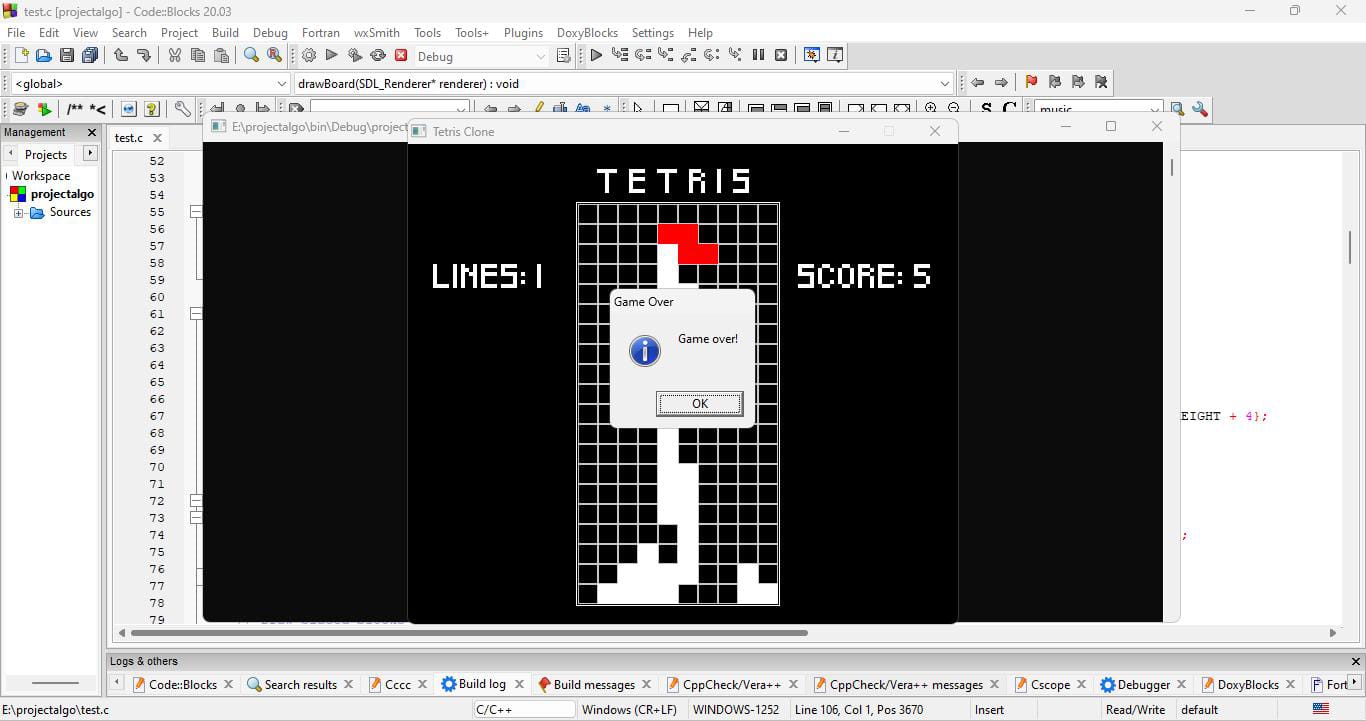 test.c [projectalgo] - Code::Blocks 20.03
File Edit View Search Project Build Debug Fortran wxSmith Tools Tools+ Plugins DoxyBlocks Settings Help
Debug
<global> drawBoard(SDL_Renderer* renderer) : void
/** *< S C music
Management
Projects
Workspace
projectalgo
Sources
test.c
E:\projectalgo\bin\Debug\project
Tetris Clone
TETRIS
LINES: 1
SCORE: 5
Game Over
Game over!
OK
52
53
54
55
56
57
58
59
60
61
62
63
64
65
66
67
EIGHT + 4};
68
69
70
71
72
73
74
;
75
76
77
78
79
Logs & others
Code::Blocks Search results Cccc Build log Build messages CppCheck/Vera++ CppCheck/Vera++ messages Cscope Debugger DoxyBlocks Fort
E:\projectalgo\test.c C/C++ Windows (CR+LF) WINDOWS-1252 Line 106, Col 1, Pos 3670 Insert Read/Write default